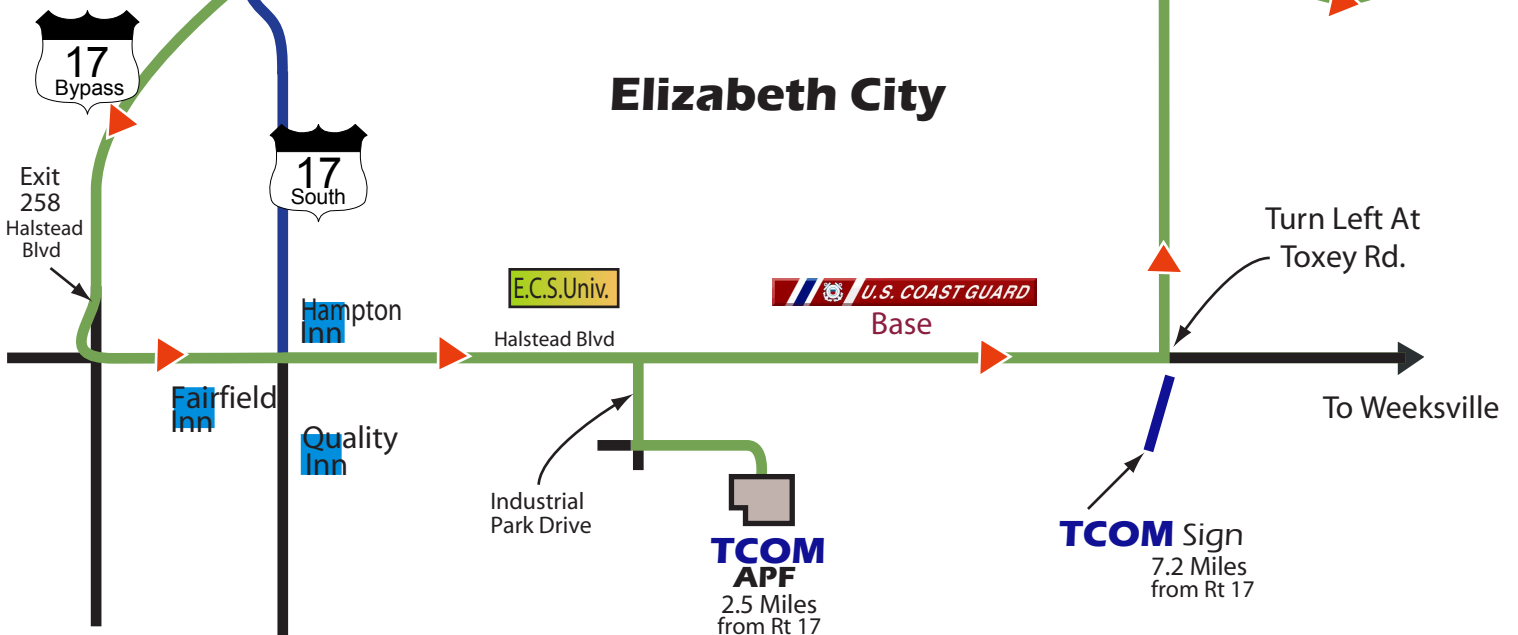 17
Bypass
Elizabeth City
17
South
Exit
258
Halstead
Blvd
Turn Left At
Toxey Rd.
E.C.S.Univ.
U.S. COAST GUARD
Base
Hampton
Inn
Halstead Blvd
Fairfield
Inn
To Weeksville
Quality
Inn
Industrial
Park Drive
TCOM
APF
2.5 Miles
from Rt 17
TCOM Sign
7.2 Miles
from Rt 17